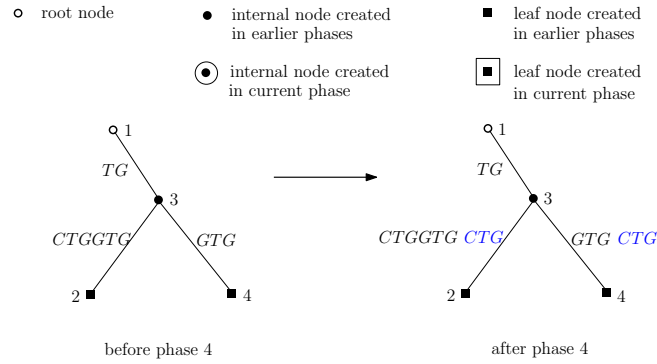 root node
internal node created
in earlier phases
leaf node created
in earlier phases
internal node created
in current phase
leaf node created
in current phase
1
TG
3
CTGGTG
GTG
2
4
before phase 4
1
TG
3
CTGGTG CTG
GTG CTG
2
4
after phase 4